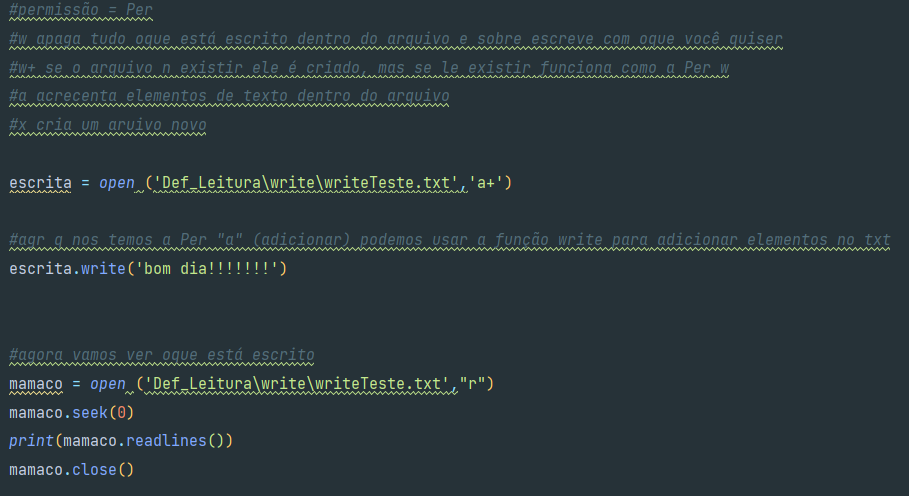 #permissão = Per
#w apaga tudo oque está escrito dentro do arquivo e sobre escreve com oque você quiser
#w+ se o arquivo n existir ele é criado, mas se le existir funciona como a Per w
#a acrecenta elementos de texto dentro do arquivo
#x cria um aruivo novo
escrita = open ('Def_Leitura\write\writeTeste.txt','a+')
#agr q nos temos a Per "a" (adicionar) podemos usar a função write para adicionar elementos no txt
escrita.write('bom dia!!!!!!!')
#agora vamos ver oque está escrito
mamaco = open ('Def_Leitura\write\writeTeste.txt',"r")
mamaco.seek(0)
print(mamaco.readlines())
mamaco.close()